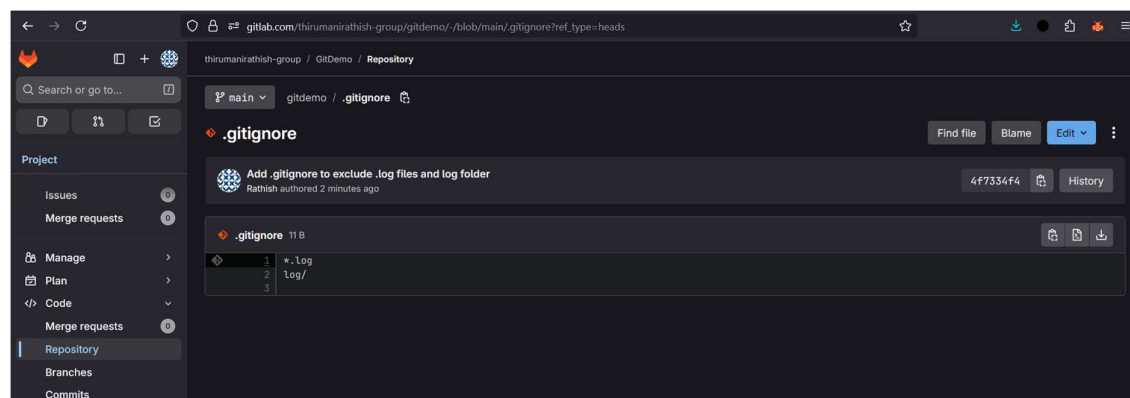 gitlab.com/thirumanirathish-group/gitdemo/-/blob/main/.gitignore?ref_type=heads
thirumanirathish-group / GitDemo / Repository
Search or go to... /
main gitdemo / .gitignore
.gitignore
Find file Blame Edit
Project
Add .gitignore to exclude .log files and log folder
Rathish authored 2 minutes ago
4f7334f4 History
Issues 0
Merge requests 0
.gitignore 11 B
1 *.log
2 log/
3
Manage
Plan
Code
Merge requests 0
Repository
Branches
Commits